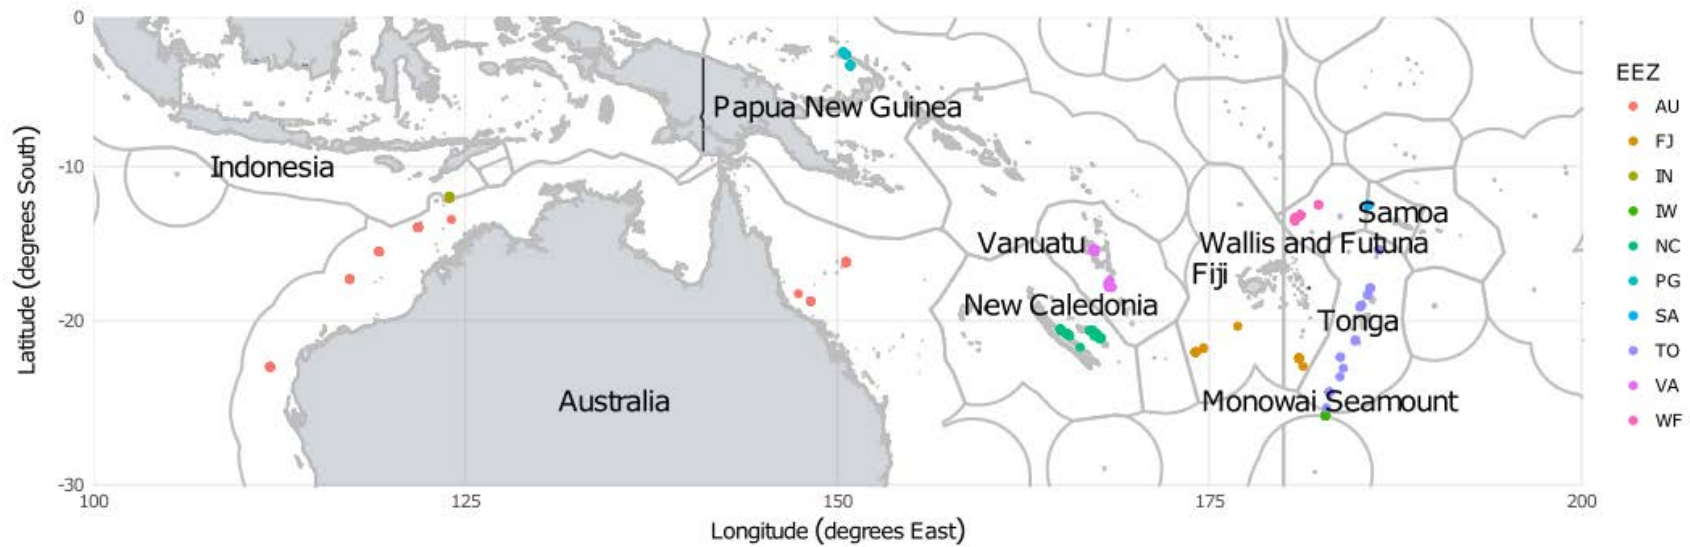 0
-10
-20
-30
100
125
150
175
200
Latitude (degrees South)
Longitude (degrees East)
Papua New Guinea
Indonesia
Samoa
Vanuatu
Wallis and Futuna
Fiji
New Caledonia
Tonga
Australia
Monowai Seamount
EEZ
AU
FJ
IN
IW
NC
PG
SA
TO
VA
WF